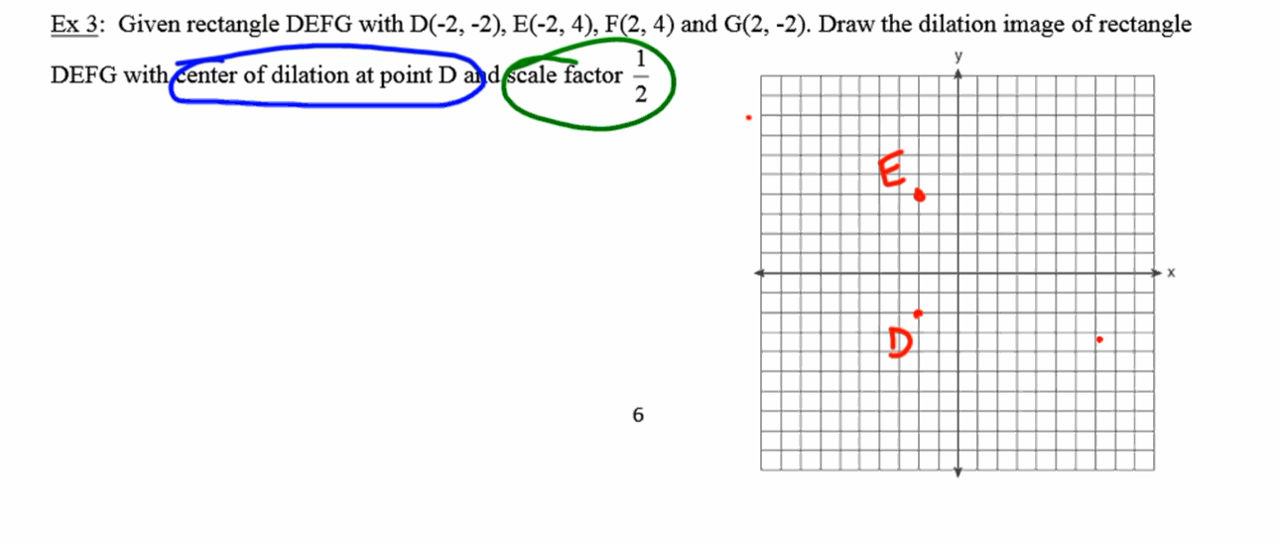 Ex 3:  Given rectangle DEFG with D(-2, -2), E(-2, 4), F(2, 4) and G(2, -2).  Draw the dilation image of rectangle
DEFG with center of dilation at point D and scale factor 1/2
y
E
x
D
6